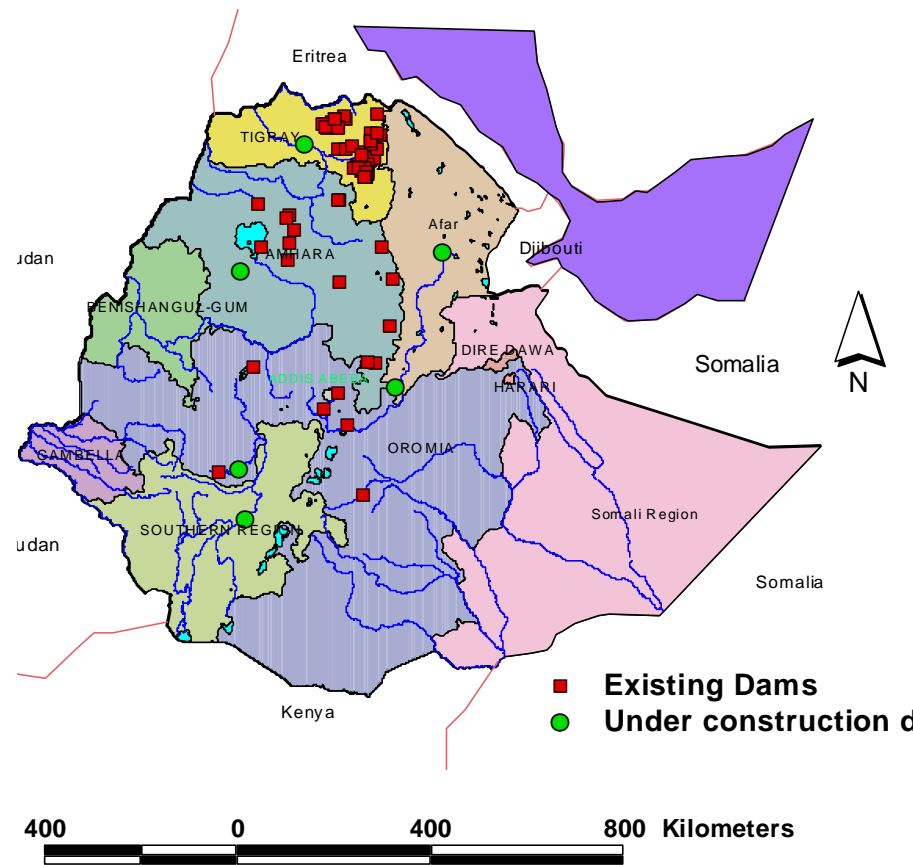 Eritrea
TIGRAY
Afar
Djibouti
udan
AMHARA
BENISHANGUL-GUM
DIRE DAWA
Somalia
ADDIS ABEBA
HARARI
N
OROMIA
GAMBELLA
Somali Region
SOUTHERN REGION
udan
Somalia
Existing Dams
Kenya
Under construction d
400 0 400 800 Kilometers